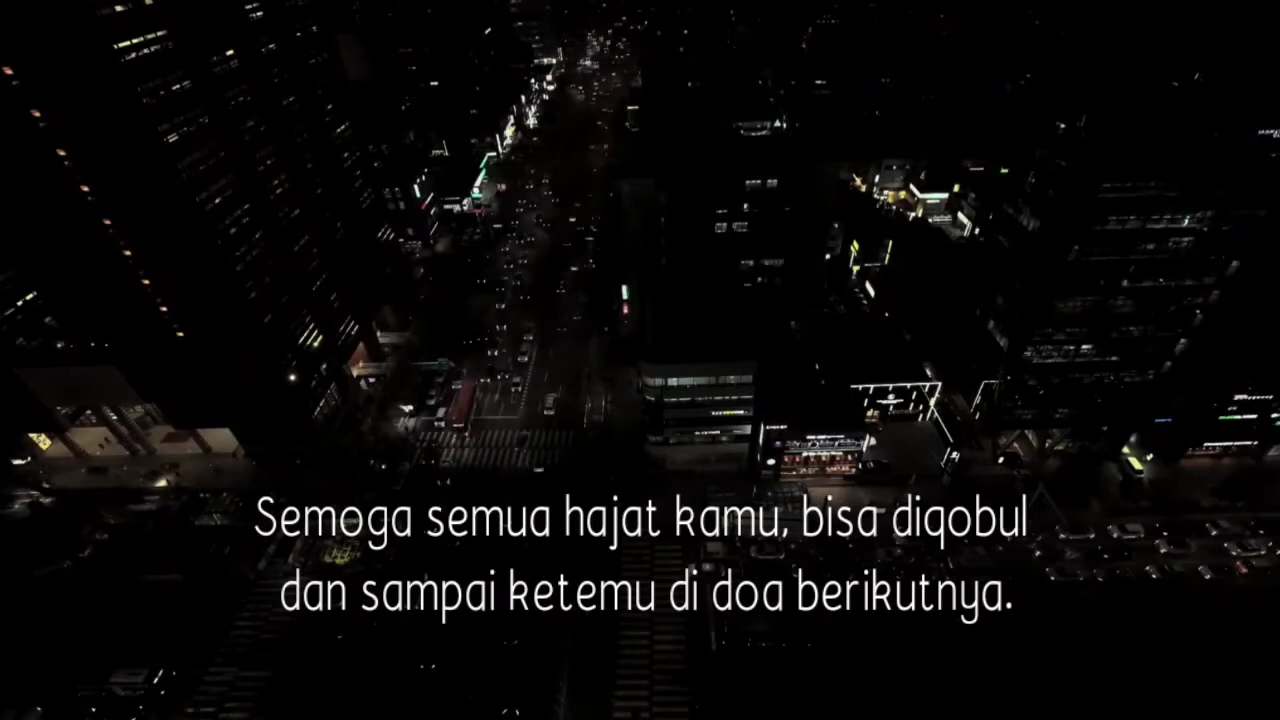 Semoga semua hajat kamu, bisa diqobul
dan sampai ketemu di doa berikutnya.